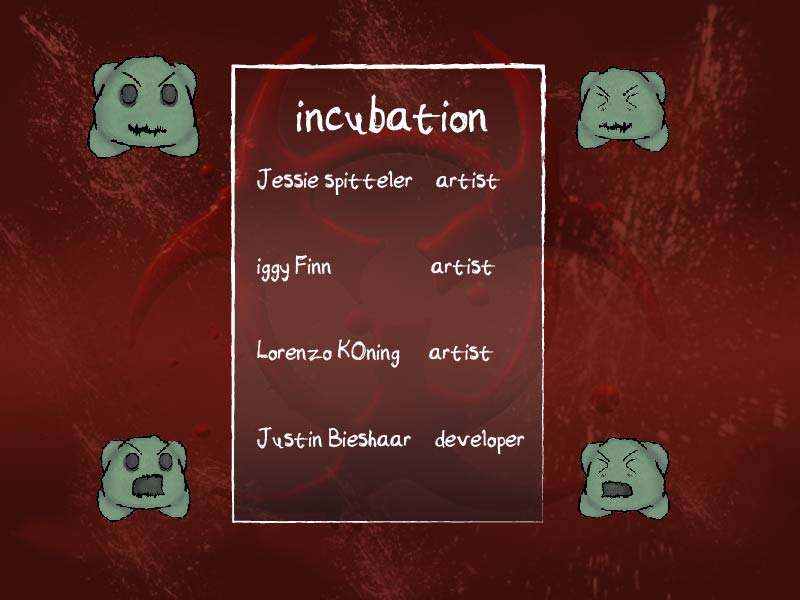 incubation
Jessie spitteler artist
iggy Finn artist
Lorenzo KOning artist
Justin Bieshaar developer